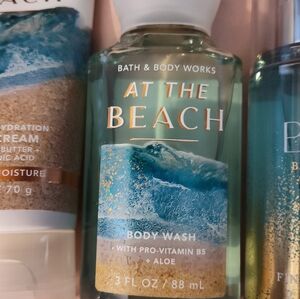 BEACH
HYDRATION
CREAM
BUTTER +
IC ACID
MOISTURE
70 g
BATH & BODY WORKS
AT THE
BEACH
BODY WASH
• WITH PRO-VITAMIN B5
+ ALOE
3 FL OZ / 88 mL